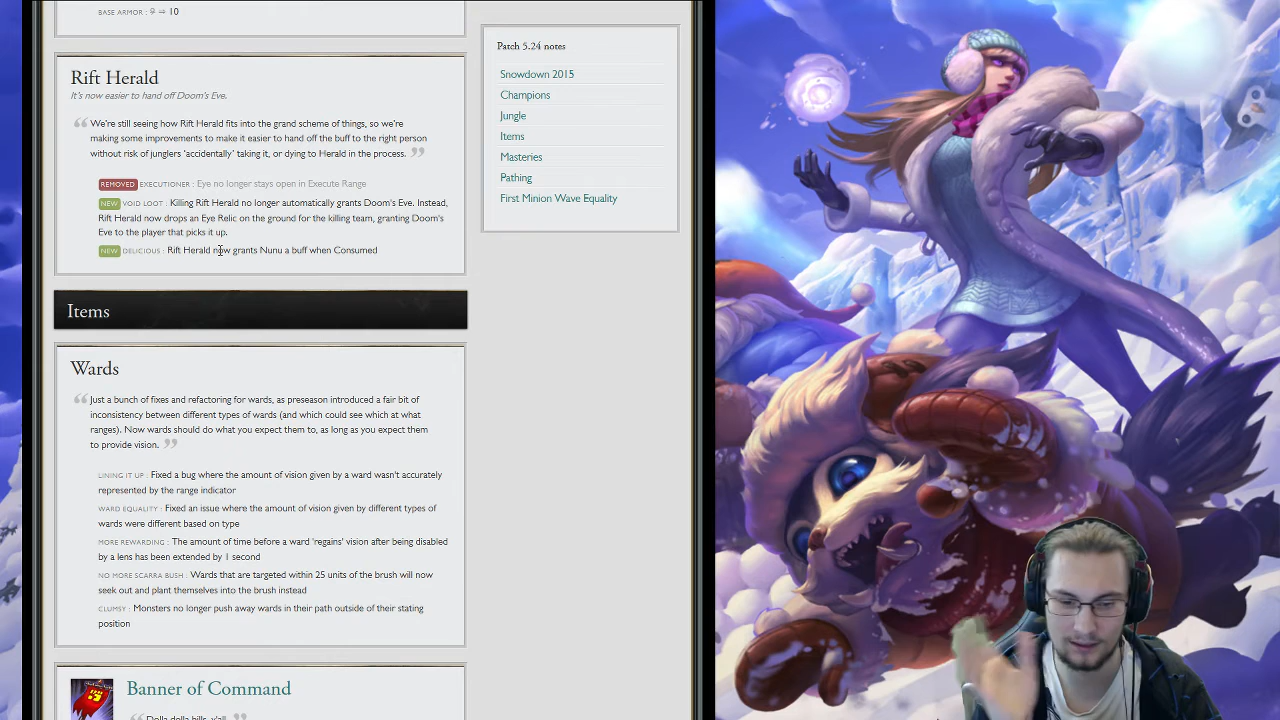 BASE ARMOR : 9 ⇒ 10
Rift Herald
It's now easier to hand off Doom's Eve.
We're still seeing how Rift Herald fits into the grand scheme of things, so we're
making some improvements to make it easier to hand off the buff to the right person
without risk of junglers 'accidentally' taking it, or dying to Herald in the process.
REMOVED EXECUTIONER : Eye no longer stays open in Execute Range
NEW VOID LOOT : Killing Rift Herald no longer automatically grants Doom's Eve. Instead,
Rift Herald now drops an Eye Relic on the ground for the killing team, granting Doom's
Eve to the player that picks it up.
NEW DELICIOUS : Rift Herald now grants Nunu a buff when Consumed
Items
Wards
Just a bunch of fixes and refactoring for wards, as preseason introduced a fair bit of
inconsistency between different types of wards (and which could see which at what
ranges). Now wards should do what you expect them to, as long as you expect them
to provide vision.
LINING IT UP : Fixed a bug where the amount of vision given by a ward wasn't accurately
represented by the range indicator
WARD EQUALITY : Fixed an issue where the amount of vision given by different types of
wards were different based on type
MORE REWARDING : The amount of time before a ward 'regains' vision after being disabled
by a lens has been extended by 1 second
NO MORE SCARRA BUSH : Wards that are targeted within 25 units of the brush will now
seek out and plant themselves into the brush instead
CLUMSY : Monsters no longer push away wards in their path outside of their stating
position
Banner of Command
Dolla dolla bills, y'all.
Patch 5.24 notes
Snowdown 2015
Champions
Jungle
Items
Masteries
Pathing
First Minion Wave Equality